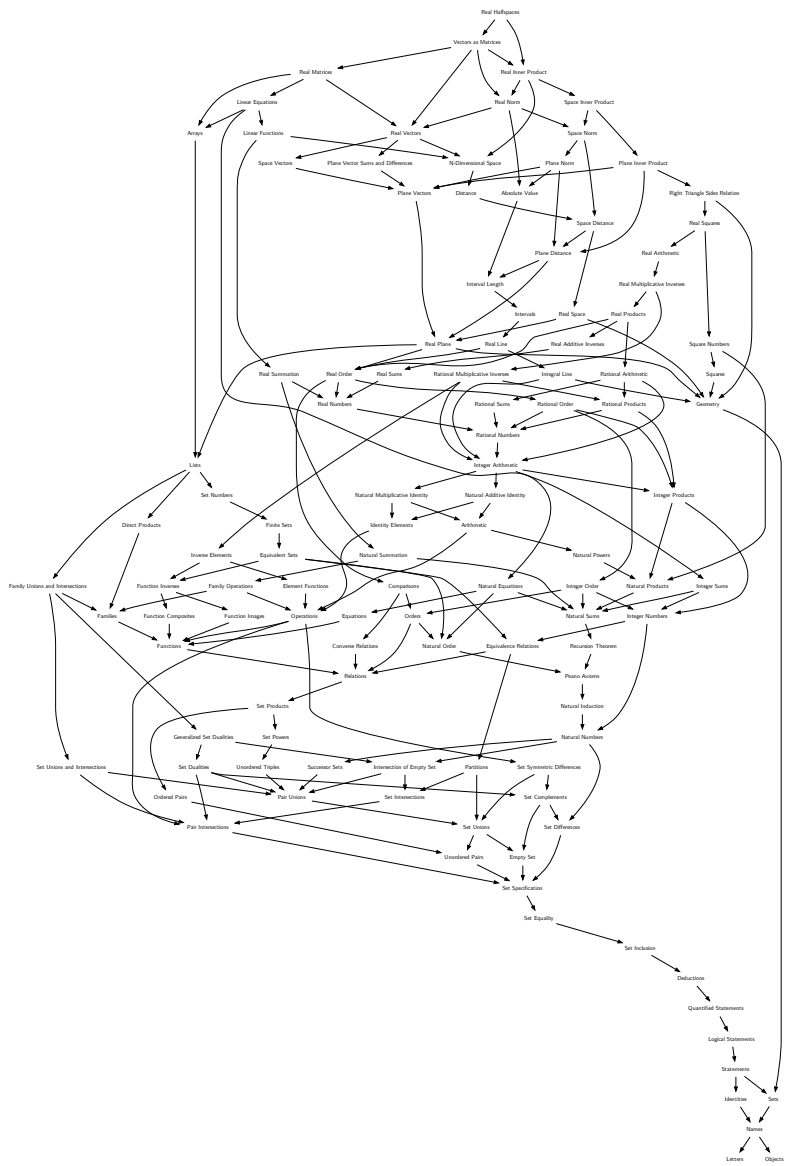 Real Halfspaces
Vectors as Matrices
Real Matrices
Real Inner Product
Linear Equations
Real Norm
Space Inner Product
Arrays
Linear Functions
Real Vectors
Space Norm
Space Vectors
Plane Vector Sums and Differences
N-Dimensional Space
Plane Norm
Plane Inner Product
Plane Vectors
Distance
Absolute Value
Right Triangle Sides Relation
Space Distance
Real Squares
Plane Distance
Real Arithmetic
Interval Length
Real Multiplicative Inverses
Intervals
Real Space
Real Products
Real Plane
Real Line
Real Additive Inverses
Square Numbers
Real Summation
Real Order
Real Sums
Rational Multiplicative Inverses
Integral Line
Rational Arithmetic
Squares
Real Numbers
Rational Sums
Rational Order
Rational Products
Geometry
Rational Numbers
Lists
Integer Arithmetic
Set Numbers
Natural Multiplicative Identity
Natural Additive Identity
Integer Products
Direct Products
Finite Sets
Identity Elements
Arithmetic
Inverse Elements
Equivalent Sets
Natural Summation
Natural Powers
Family Unions and Intersections
Function Inverses
Family Operations
Element Functions
Comparisons
Natural Equations
Integer Order
Natural Products
Integer Sums
Families
Function Composites
Function Images
Operations
Equations
Orders
Natural Sums
Integer Numbers
Functions
Converse Relations
Natural Order
Equivalence Relations
Recursion Theorem
Relations
Peano Axioms
Set Products
Natural Induction
Generalized Set Dualities
Set Powers
Natural Numbers
Set Unions and Intersections
Set Dualities
Unordered Triples
Successor Sets
Intersection of Empty Set
Partitions
Set Symmetric Differences
Ordered Pairs
Pair Unions
Set Intersections
Set Complements
Pair Intersections
Set Unions
Set Differences
Unordered Pairs
Empty Set
Set Specification
Set Equality
Set Inclusion
Deductions
Quantified Statements
Logical Statements
Statements
Identities
Sets
Names
Letters
Objects